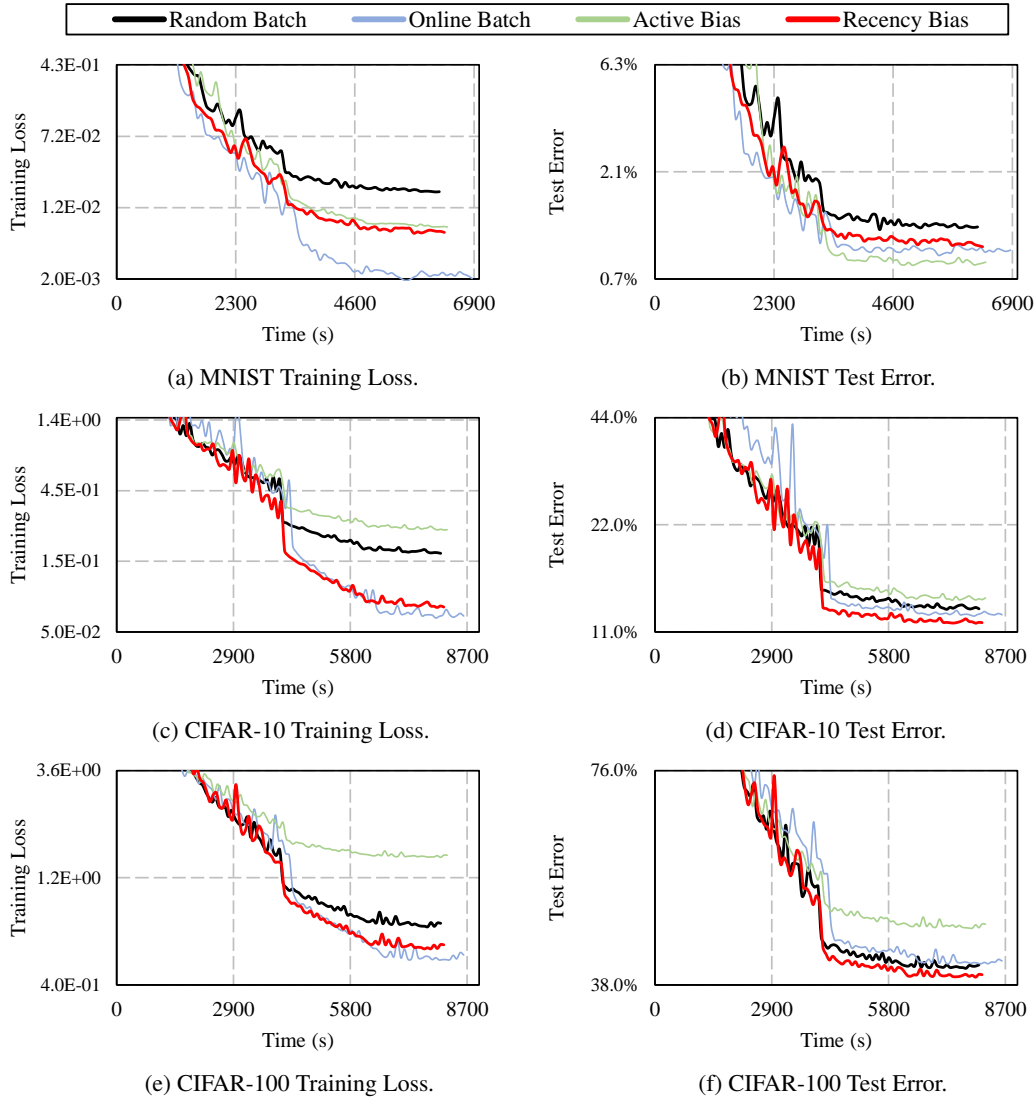 Random Batch Online Batch Active Bias Recency Bias
4.3E-01
7.2E-02
1.2E-02
2.0E-03
Training Loss
0 2300 4600 6900
Time (s)
(a) MNIST Training Loss.
6.3%
2.1%
0.7%
Test Error
0 2300 4600 6900
Time (s)
(b) MNIST Test Error.
1.4E+00
4.5E-01
1.5E-01
5.0E-02
Training Loss
0 2900 5800 8700
Time (s)
(c) CIFAR-10 Training Loss.
44.0%
22.0%
11.0%
Test Error
0 2900 5800 8700
Time (s)
(d) CIFAR-10 Test Error.
3.6E+00
1.2E+00
4.0E-01
Training Loss
0 2900 5800 8700
Time (s)
(e) CIFAR-100 Training Loss.
76.0%
38.0%
Test Error
0 2900 5800 8700
Time (s)
(f) CIFAR-100 Test Error.